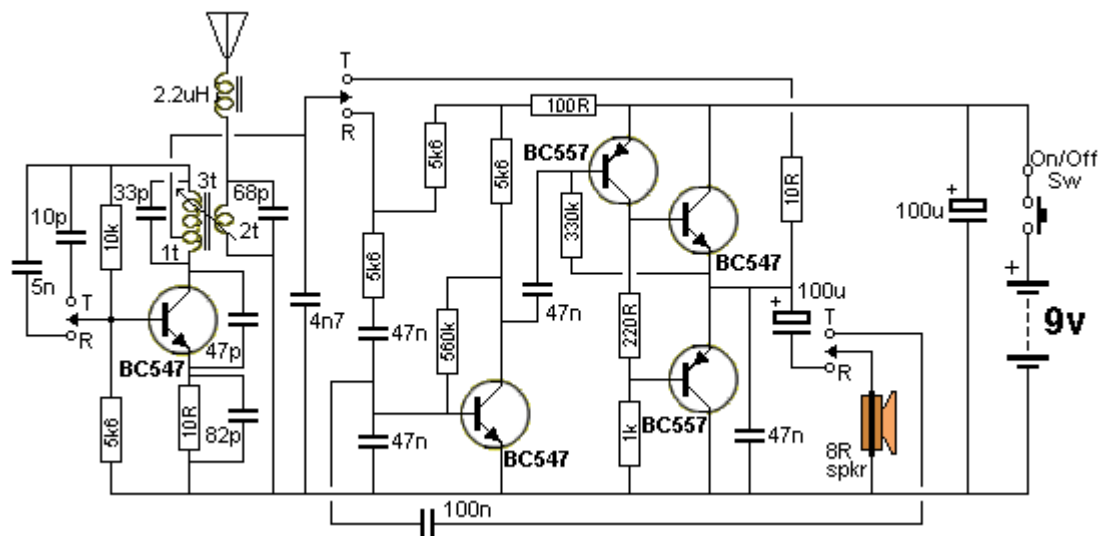 2.2uH
T
R
100R
BC557
5k6
5k6
On/Off
Sw
33p
3t
68p
10p
10k
2t
1t
330k
10R
100u
+
5n
T
R
BC547
5k6
47n
BC547
4n7
47n
560k
220R
100u
+
T
R
+
9v
47p
BC547
5k6
10R
82p
47n
BC547
1k
BC557
47n
8R
spkr
100n